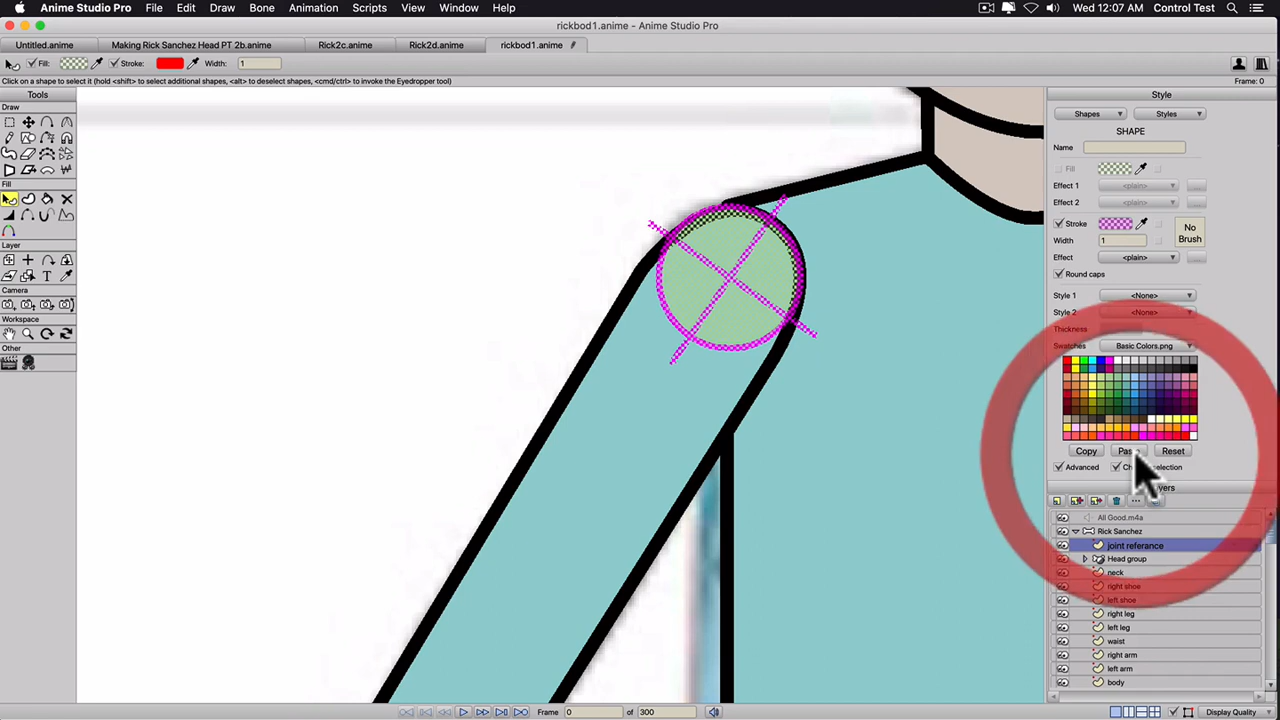 Anime Studio Pro File Edit Draw Bone Animation Scripts View Window Help Wed 12:07 AM Control Test
rickbod1.anime - Anime Studio Pro
Untitled.anime Making Rick Sanchez Head PT 2b.anime Rick2c.anime Rick2d.anime rickbod1.anime
Fill: Stroke: Width: 1
Click on a shape to select it (hold <shift> to select additional shapes, <alt> to deselect shapes, <cmd/ctrl> to invoke the Eyedropper tool) Frame: 0
Tools
Draw
Fill
Layer
Camera
Workspace
Other
Style
Shapes Styles
SHAPE
Name
Fill
Effect 1 <plain> ...
Effect 2 <plain> ...
Stroke
Width 1
No
Brush
Effect <plain> ...
Round caps
Style 1 <None>
Style 2 <None>
Thickness
Swatches Basic Colors.png
Copy Reset
Advanced
All Good.m4a
Rick Sanchez
joint referance
Head group
neck
right shoe
left shoe
right leg
left leg
waist
right arm
left arm
body
Frame 0 of 300 Display Quality